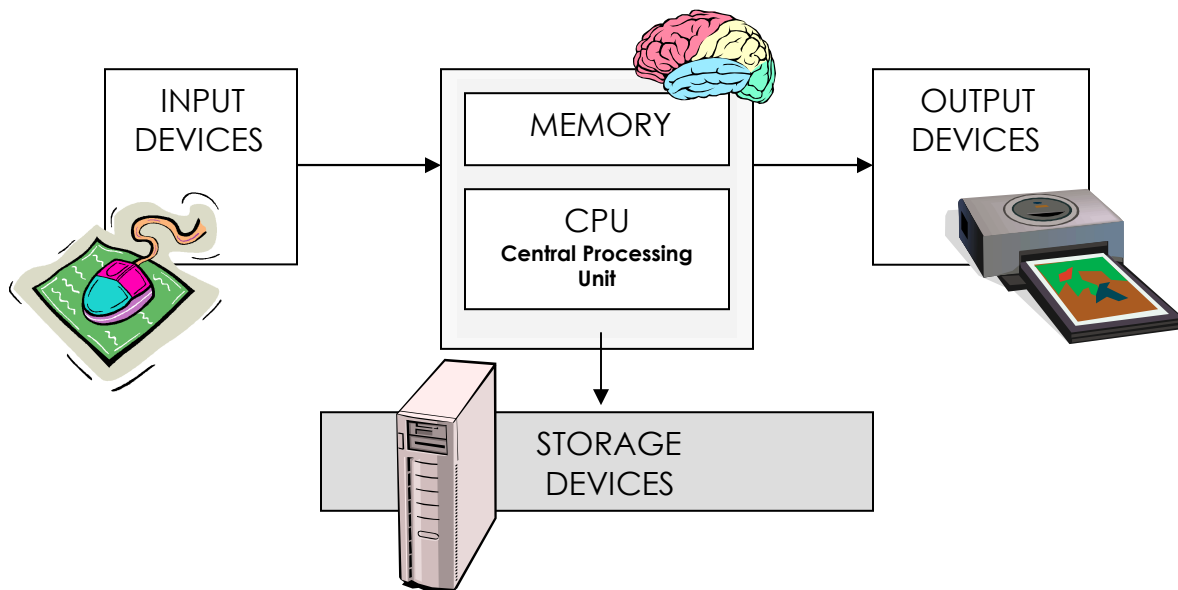 INPUT
DEVICES
MEMORY
CPU
Central Processing
Unit
OUTPUT
DEVICES
STORAGE
DEVICES